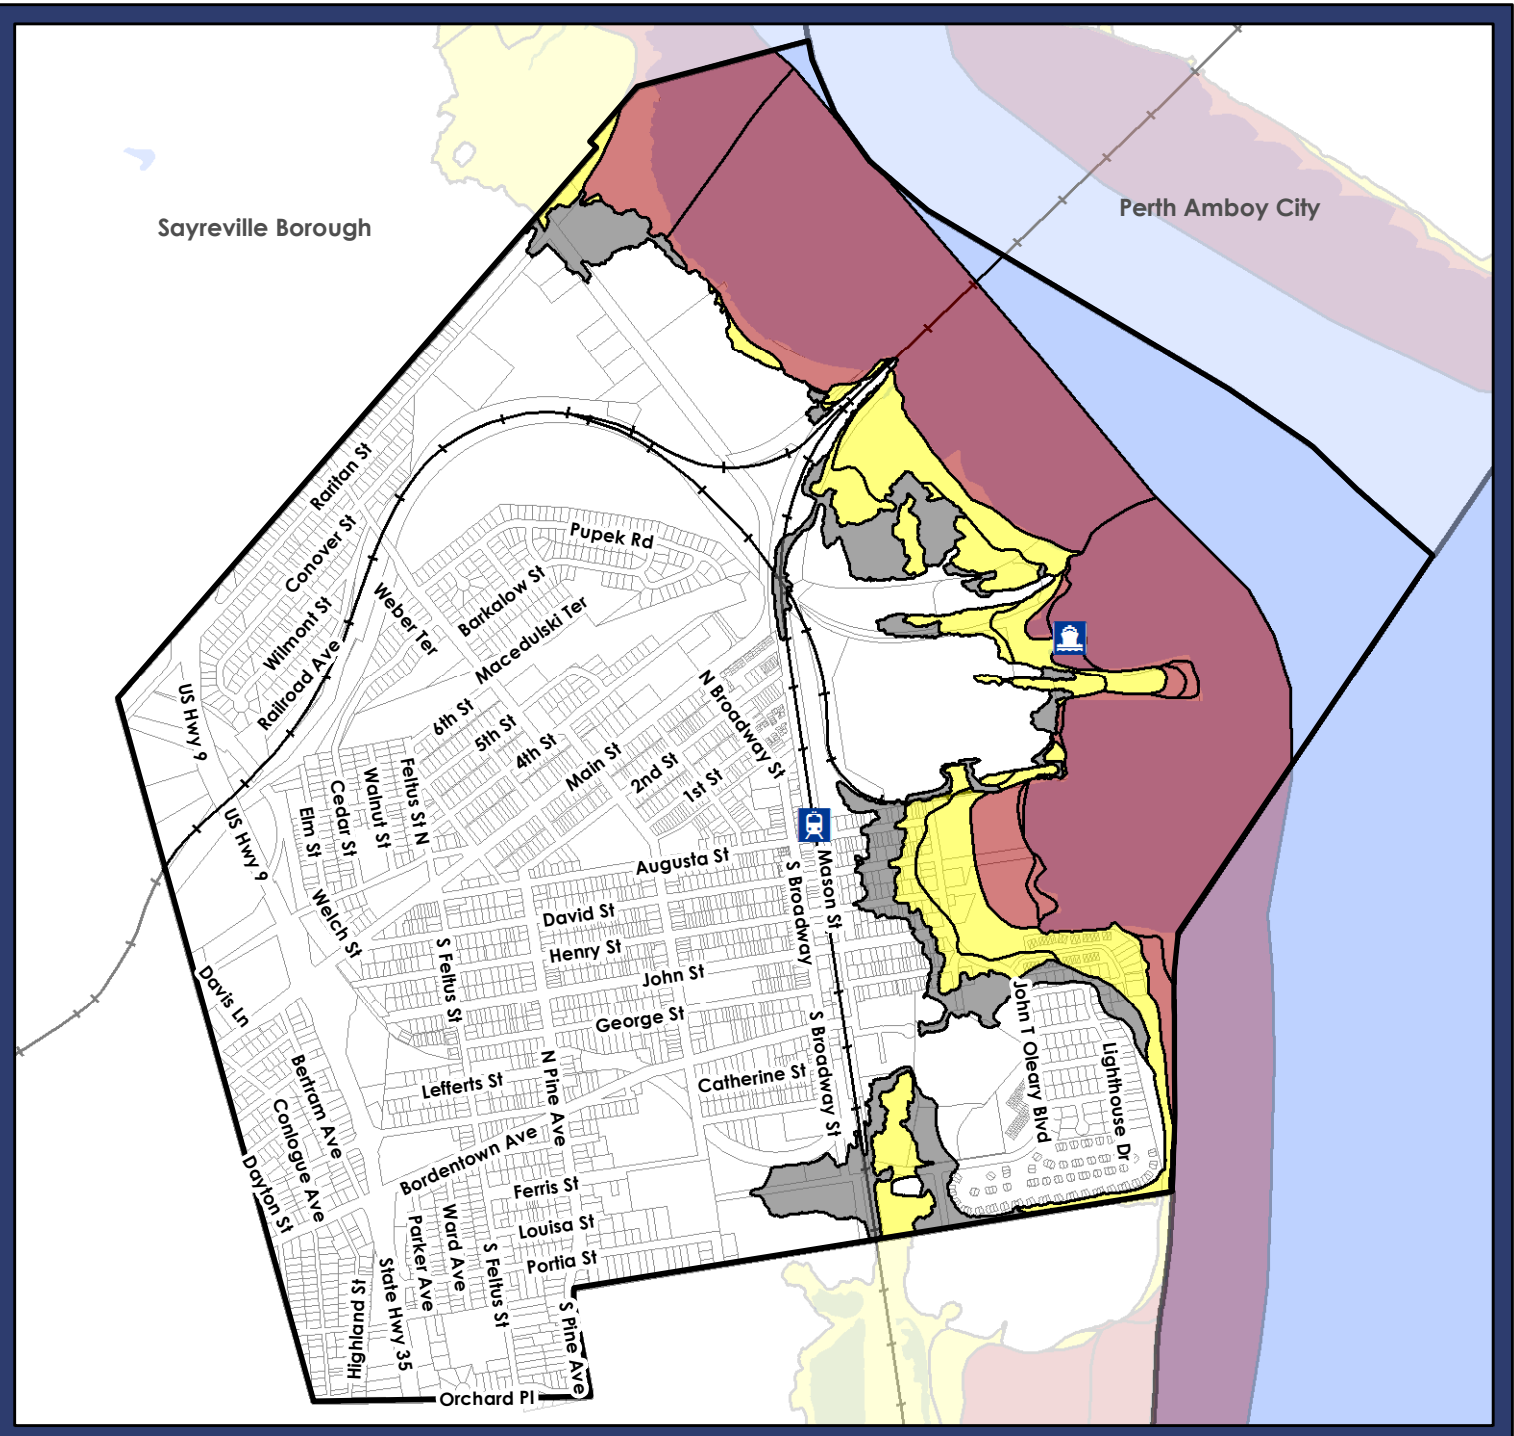 Sayreville Borough
Perth Amboy City
Raritan St
Conover St
Pupek Rd
Weber Ter
Barkalow St
Wilmont St
Macedulski Ter
Railroad Ave
US Hwy 9
N Broadway St
6th St
5th St
4th St
Main St
2nd St
1st St
Feltus St N
Walnut St
Cedar St
Elm St
US Hwy 9
Augusta St
Mason St
S Broadway
Welch St
David St
Henry St
S Feltus St
John St
Davis Ln
George St
John T Oleary Blvd
S Broadway St
Lighthouse Dr
Bertram Ave
Lefferts St
N Pine Ave
Catherine St
Conlogue Ave
Bordentown Ave
Dayton St
Ferris St
Louisa St
Parker Ave
Ward Ave
S Feltus St
Portia St
State Hwy 35
Highland St
S Pine Ave
Orchard Pl